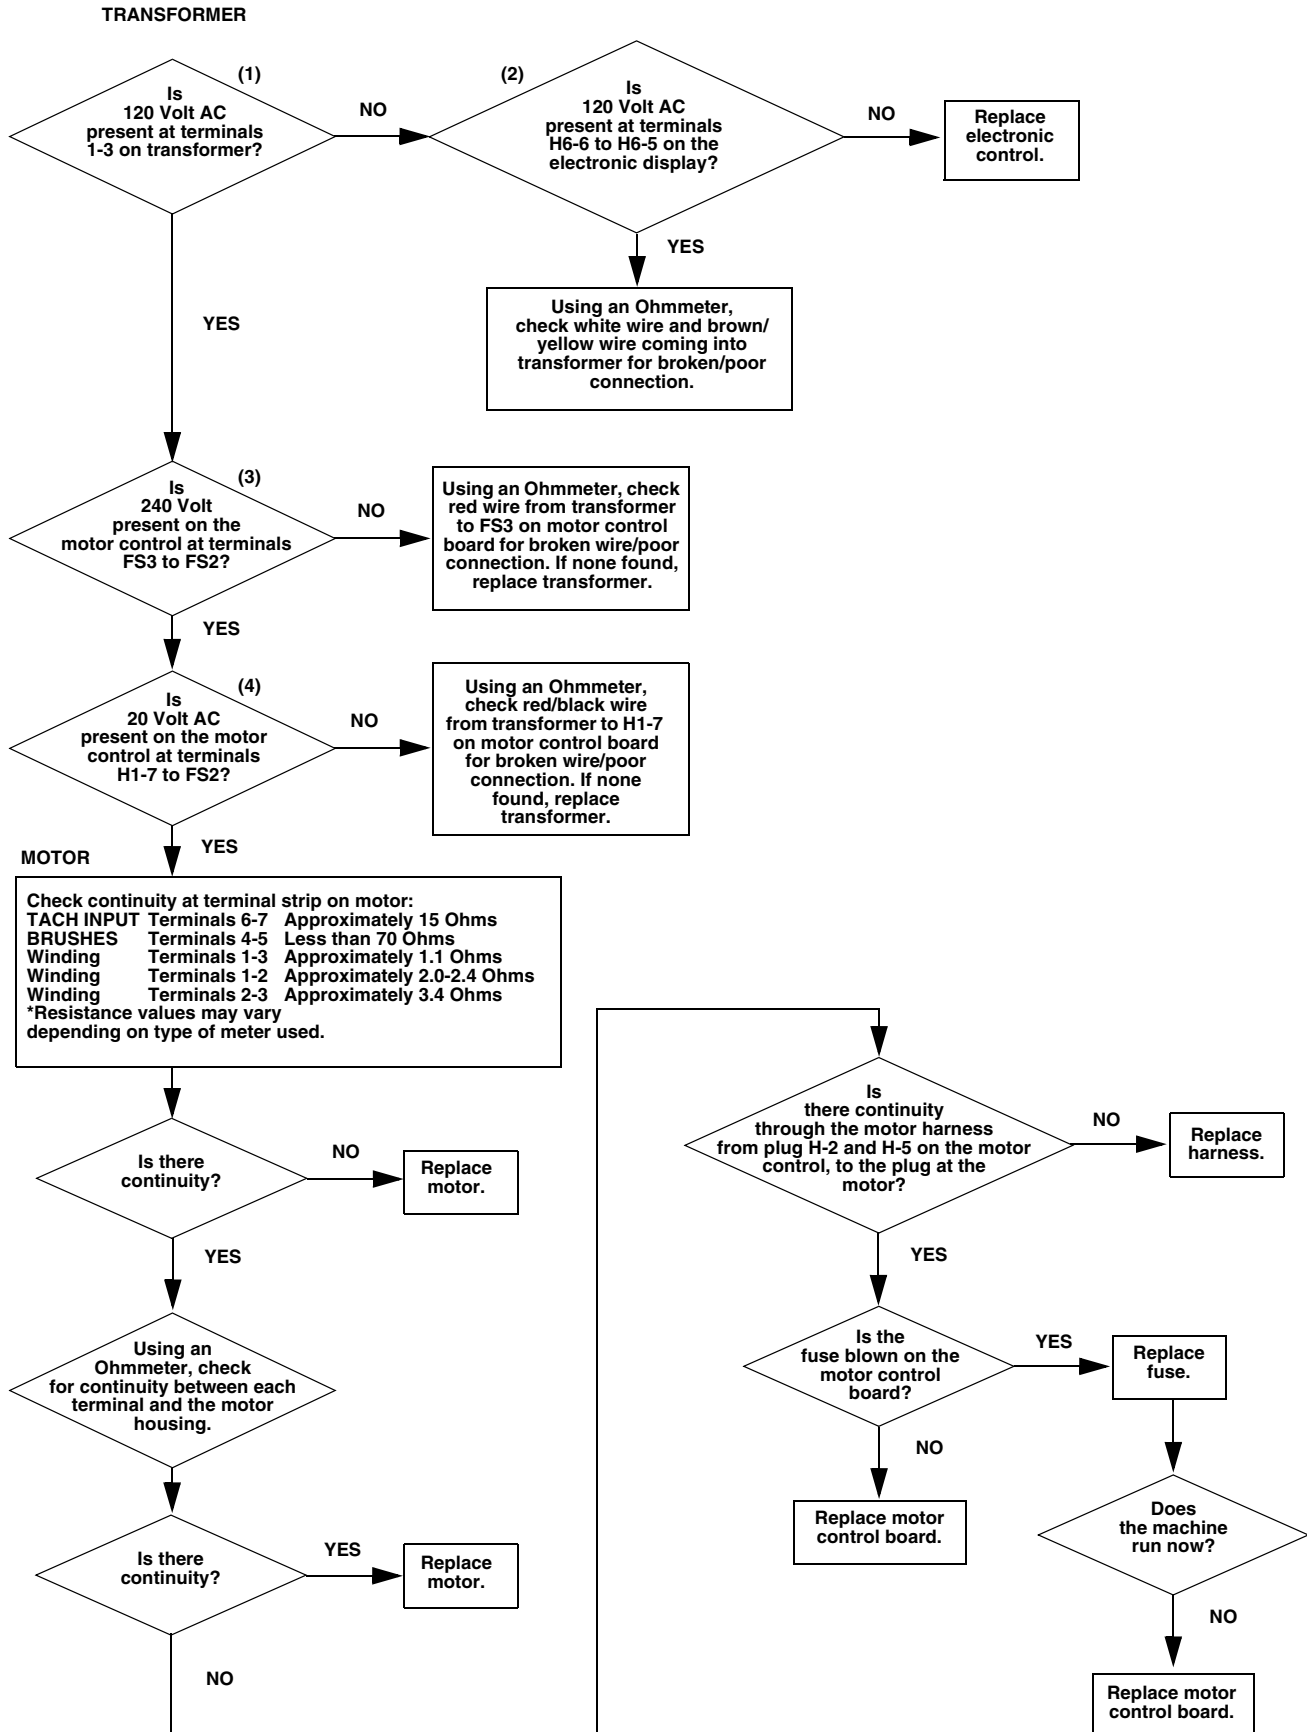 TRANSFORMER
(1)
Is
120 Volt AC
present at terminals
1-3 on transformer?
NO
(2)
Is
120 Volt AC
present at terminals
H6-6 to H6-5 on the
electronic display?
NO
Replace
electronic
control.
YES
Using an Ohmmeter,
check white wire and brown/
yellow wire coming into
transformer for broken/poor
connection.
YES
(3)
Is
240 Volt
present on the
motor control at terminals
FS3 to FS2?
NO
Using an Ohmmeter, check
red wire from transformer
to FS3 on motor control
board for broken wire/poor
connection. If none found,
replace transformer.
YES
(4)
Is
20 Volt AC
present on the motor
control at terminals
H1-7 to FS2?
NO
Using an Ohmmeter,
check red/black wire
from transformer to H1-7
on motor control board
for broken wire/poor
connection. If none
found, replace
transformer.
YES
MOTOR
Check continuity at terminal strip on motor:
TACH INPUT Terminals 6-7 Approximately 15 Ohms
BRUSHES Terminals 4-5 Less than 70 Ohms
Winding Terminals 1-3 Approximately 1.1 Ohms
Winding Terminals 1-2 Approximately 2.0-2.4 Ohms
Winding Terminals 2-3 Approximately 3.4 Ohms
*Resistance values may vary
depending on type of meter used.
Is there
continuity?
NO
Replace
motor.
YES
Using an
Ohmmeter, check
for continuity between each
terminal and the motor
housing.
Is there
continuity?
YES
Replace
motor.
NO
Is
there continuity
through the motor harness
from plug H-2 and H-5 on the motor
control, to the plug at the
motor?
NO
Replace
harness.
YES
Is the
fuse blown on the
motor control
board?
YES
Replace
fuse.
NO
Replace motor
control board.
Does
the machine
run now?
NO
Replace motor
control board.